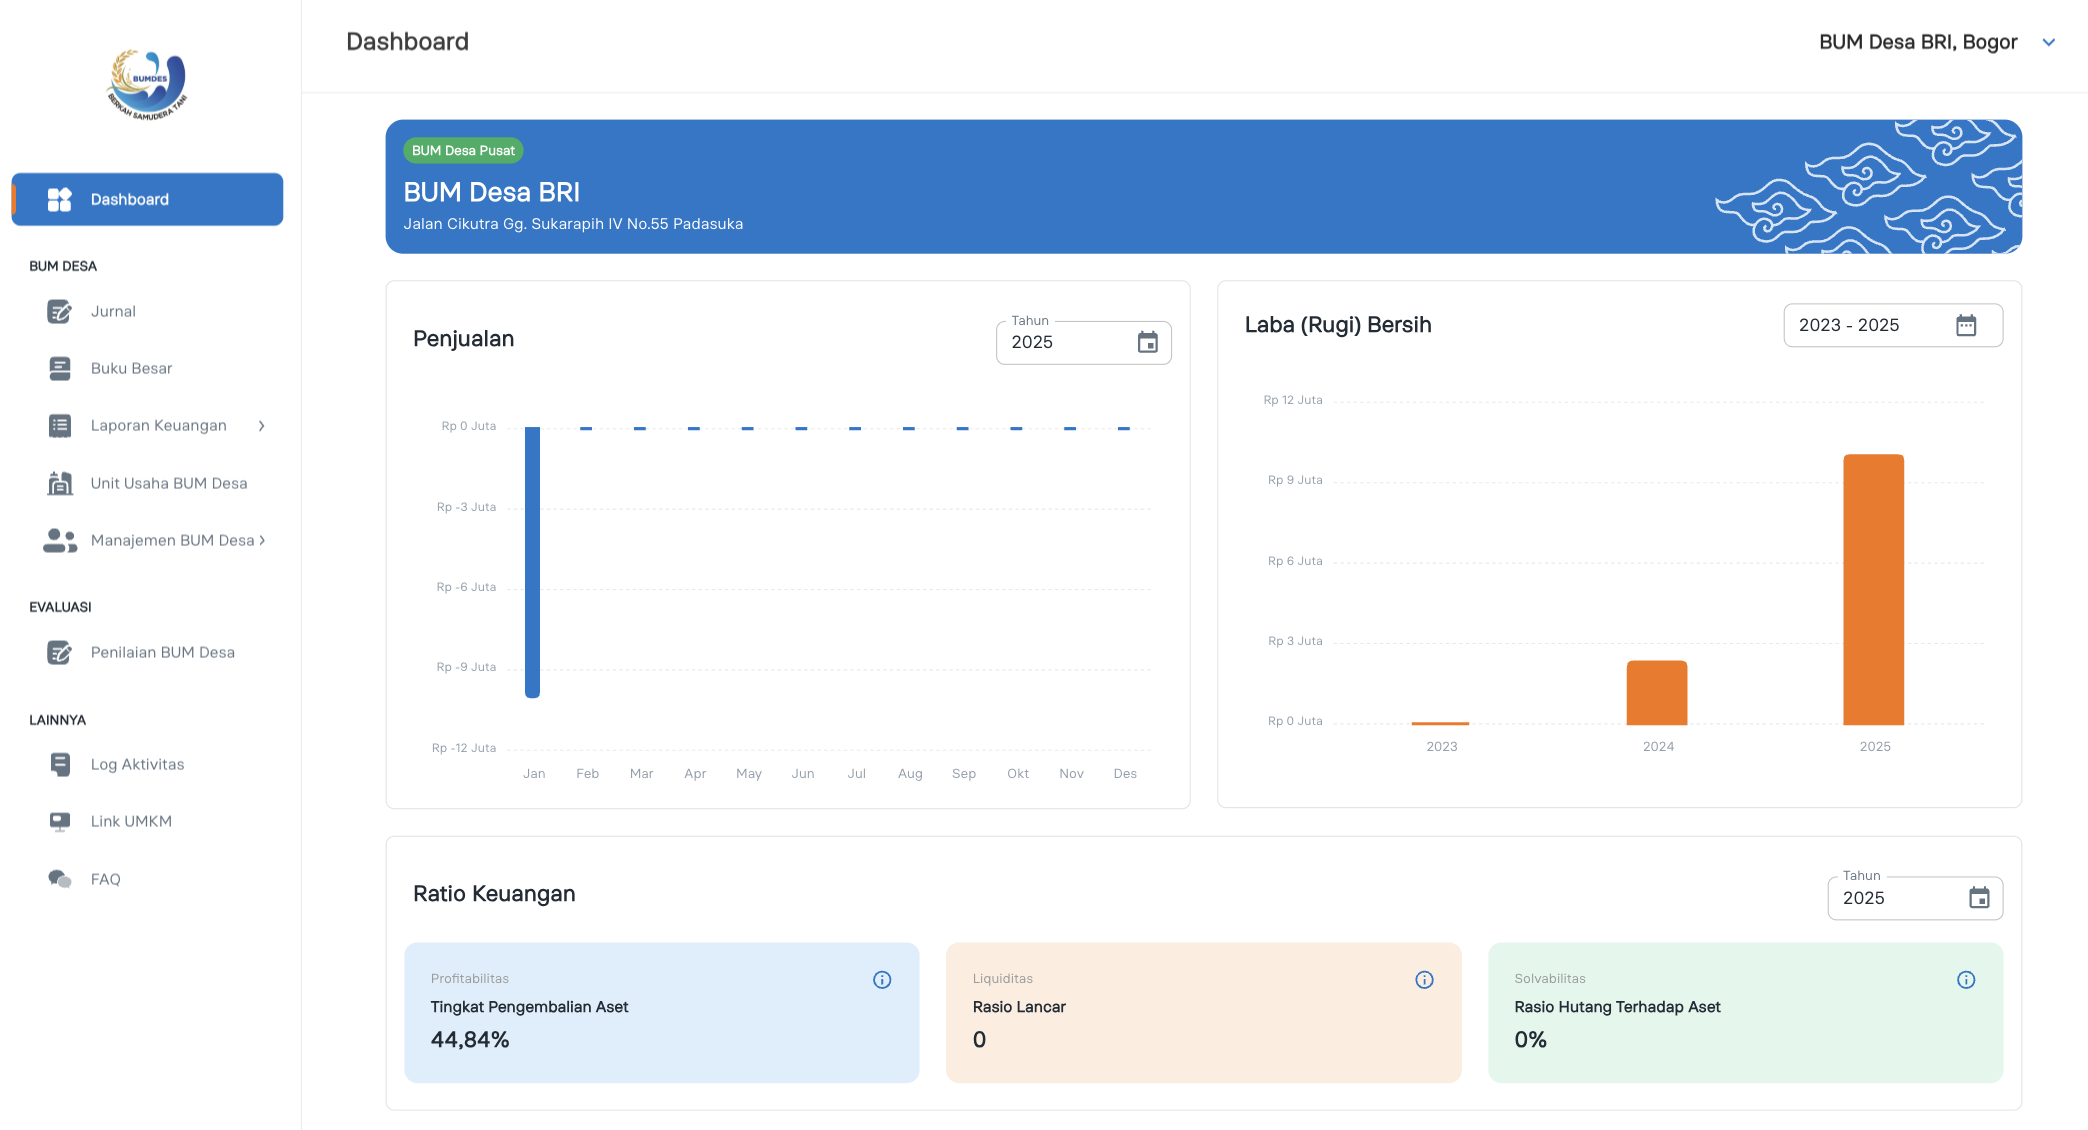 BUMDES
BERKAH SAMUDERA TANI
Dashboard
BUM Desa BRI, Bogor
Dashboard
BUM DESA
Jurnal
Buku Besar
Laporan Keuangan
Unit Usaha BUM Desa
Manajemen BUM Desa
EVALUASI
Penilaian BUM Desa
LAINNYA
Log Aktivitas
Link UMKM
FAQ
BUM Desa Pusat
BUM Desa BRI
Jalan Cikutra Gg. Sukarapih IV No.55 Padasuka
Penjualan
Tahun
2025
Rp 0 Juta
Rp -3 Juta
Rp -6 Juta
Rp -9 Juta
Rp -12 Juta
Jan Feb Mar Apr May Jun Jul Aug Sep Okt Nov Des
Laba (Rugi) Bersih
2023 - 2025
Rp 12 Juta
Rp 9 Juta
Rp 6 Juta
Rp 3 Juta
Rp 0 Juta
2023 2024 2025
Ratio Keuangan
Tahun
2025
Profitabilitas
Tingkat Pengembalian Aset
44,84%
Liquiditas
Rasio Lancar
0
Solvabilitas
Rasio Hutang Terhadap Aset
0%